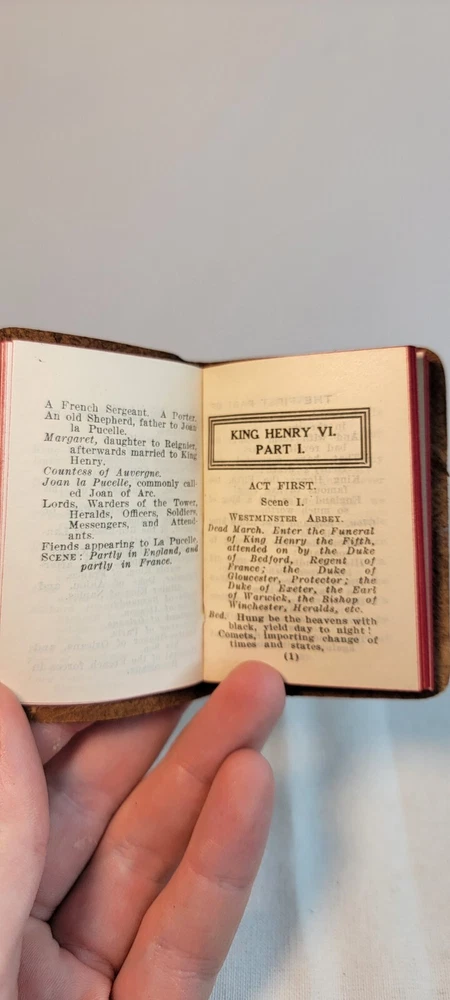 A French Sergeant. A Porter.
An old Shepherd, father to Joan
la Pucelle.
Margaret, daughter to Reignier,
afterwards married to King
Henry.
Countess of Auvergne.
Joan la Pucelle, commonly call-
ed Joan of Arc.
Lords, Warders of the Tower,
Heralds, Officers, Soldiers,
Messengers, and Attend-
ants.
Fiends appearing to La Pucelle.
SCENE: Partly in England, and
partly in France.
KING HENRY VI.
PART I.
ACT FIRST.
Scene I.
WESTMINSTER ABBEY.
Dead March. Enter the Funeral
of King Henry the Fifth,
attended on by the Duke
of Bedford, Regent of
France; the Duke of
Gloucester, Protector; the
Duke of Exeter, the Earl
of Warwick, the Bishop of
Winchester, Heralds, etc.
Bed. Hung be the heavens with
black, yield day to night!
Comets, importing change of
times and states,
(1)